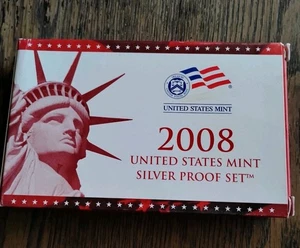 UNITED STATES MINT
2008
UNITED STATES MINT
SILVER PROOF SET™